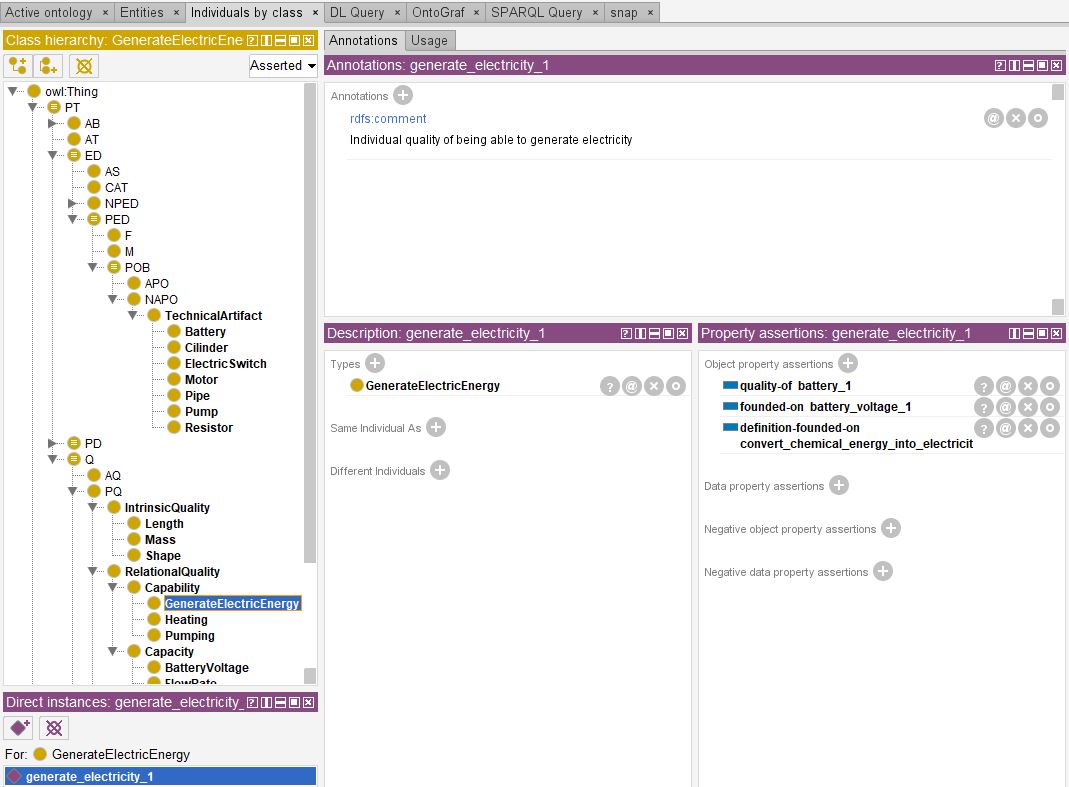 Active ontology × Entities × Individuals by class × DL Query × OntoGraf × SPARQL Query × snap ×
Class hierarchy: GenerateElectricEne
Asserted
owl:Thing
PT
AB
AT
ED
AS
CAT
NPED
PED
F
M
POB
APO
NAPO
TechnicalArtifact
Battery
Cilinder
ElectricSwitch
Motor
Pipe
Pump
Resistor
PD
Q
AQ
PQ
IntrinsicQuality
Length
Mass
Shape
RelationalQuality
Capability
GenerateElectricEnergy
Heating
Pumping
Capacity
BatteryVoltage
FlowRate
Direct instances: generate_electricity_
For: GenerateElectricEnergy
generate_electricity_1
Annotations Usage
Annotations: generate_electricity_1
Annotations
rdfs:comment
Individual quality of being able to generate electricity
Description: generate_electricity_1
Types
GenerateElectricEnergy
Same Individual As
Different Individuals
Property assertions: generate_electricity_1
Object property assertions
quality-of battery_1
founded-on battery_voltage_1
definition-founded-on
convert_chemical_energy_into_electricit
Data property assertions
Negative object property assertions
Negative data property assertions